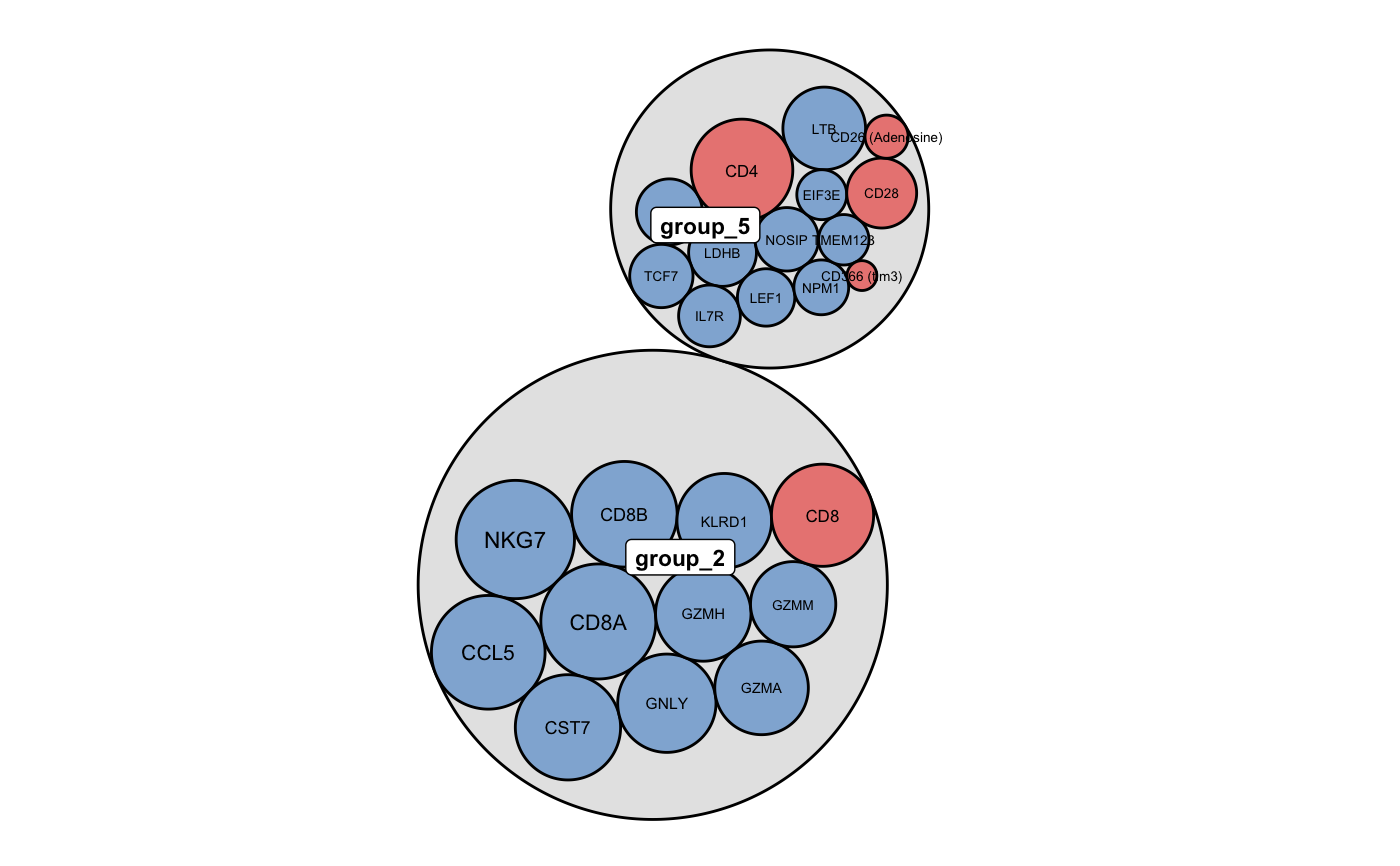 LTB
CD26 (Adenosine)
CD4
EIF3E
CD28
group_5
NOSIP
TMEM123
LDHB
TCF7
CD366 (tim3)
NPM1
LEF1
IL7R
CD8B
CD8
KLRD1
NKG7
group_2
GZMM
GZMH
CD8A
CCL5
GZMA
GNLY
CST7